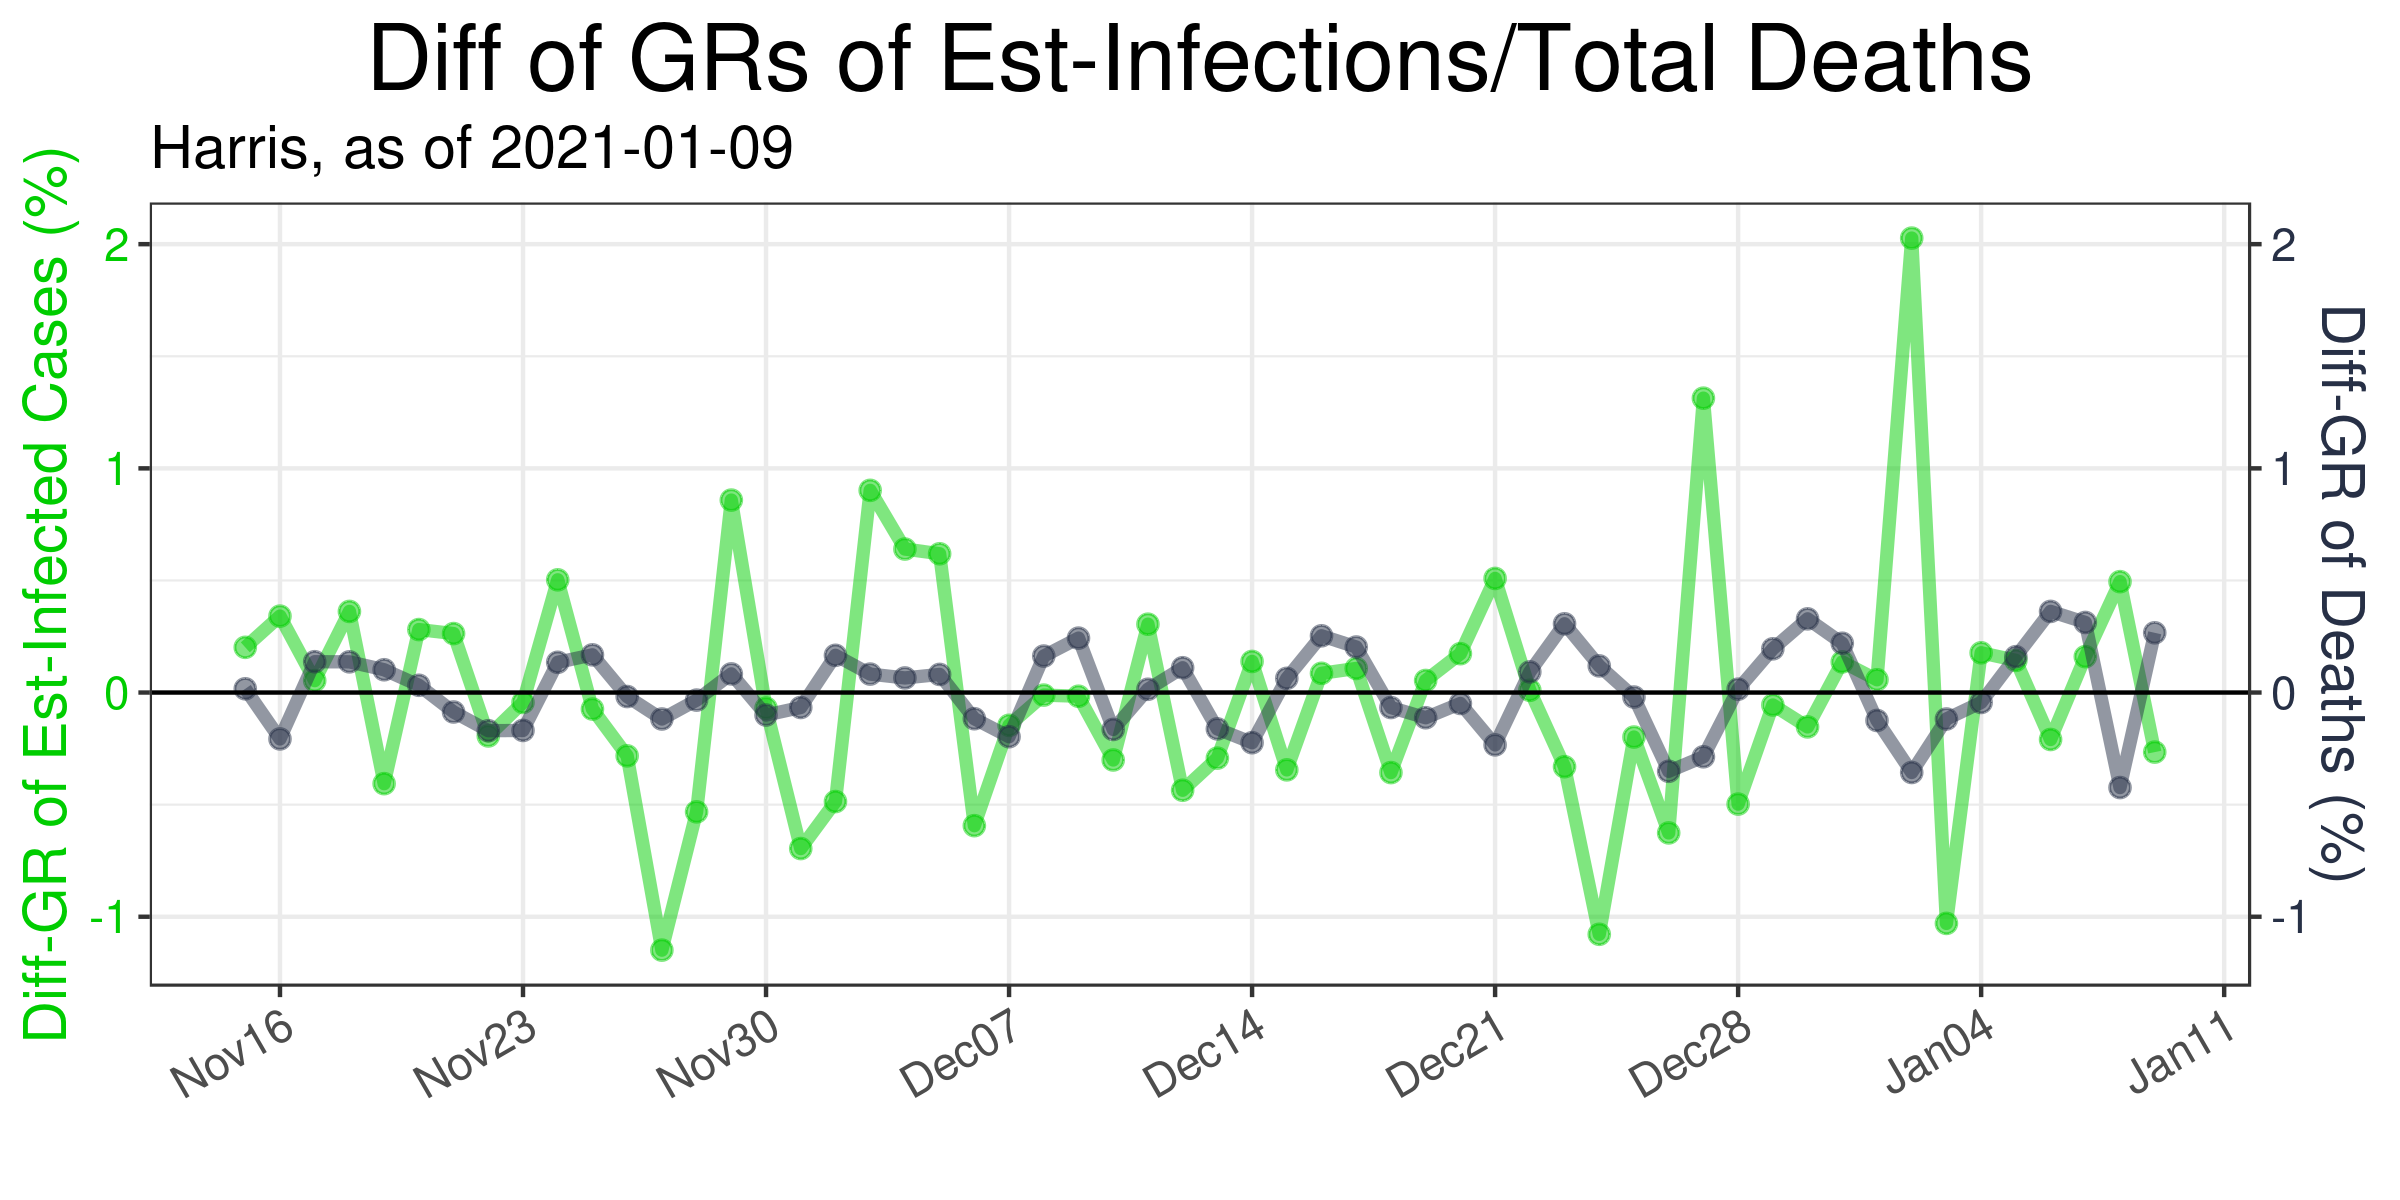 Diff of GRs of Est-Infections/Total Deaths
Harris, as of 2021-01-09
Diff-GR of Est-Infected Cases (%)
2
1
0
-1
2
1
0
-1
Diff-GR of Deaths (%)
Nov16
Nov23
Nov30
Dec07
Dec14
Dec21
Dec28
Jan04
Jan11